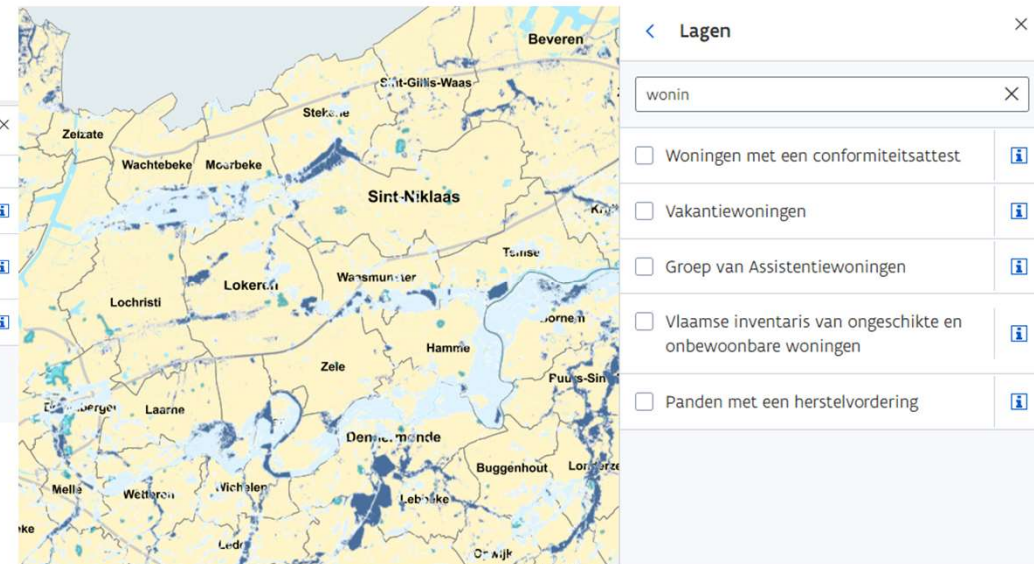 Beveren
Sint-Gillis-Waas
Stekene
Zelzate
Wachtebeke
Moerbeke
Sint-Niklaas
Temse
Waasmunster
Lokeren
Lochristi
Hamme
Zele
Laarne
Dendermonde
Buggenhout
Melle
Wetteren
Wichelen
Lebbeke
Lede
Lagen
wonin
Woningen met een conformiteitsattest
Vakantiewoningen
Groep van Assistentiewoningen
Vlaamse inventaris van ongeschikte en
onbewoonbare woningen
Panden met een herstelvordering